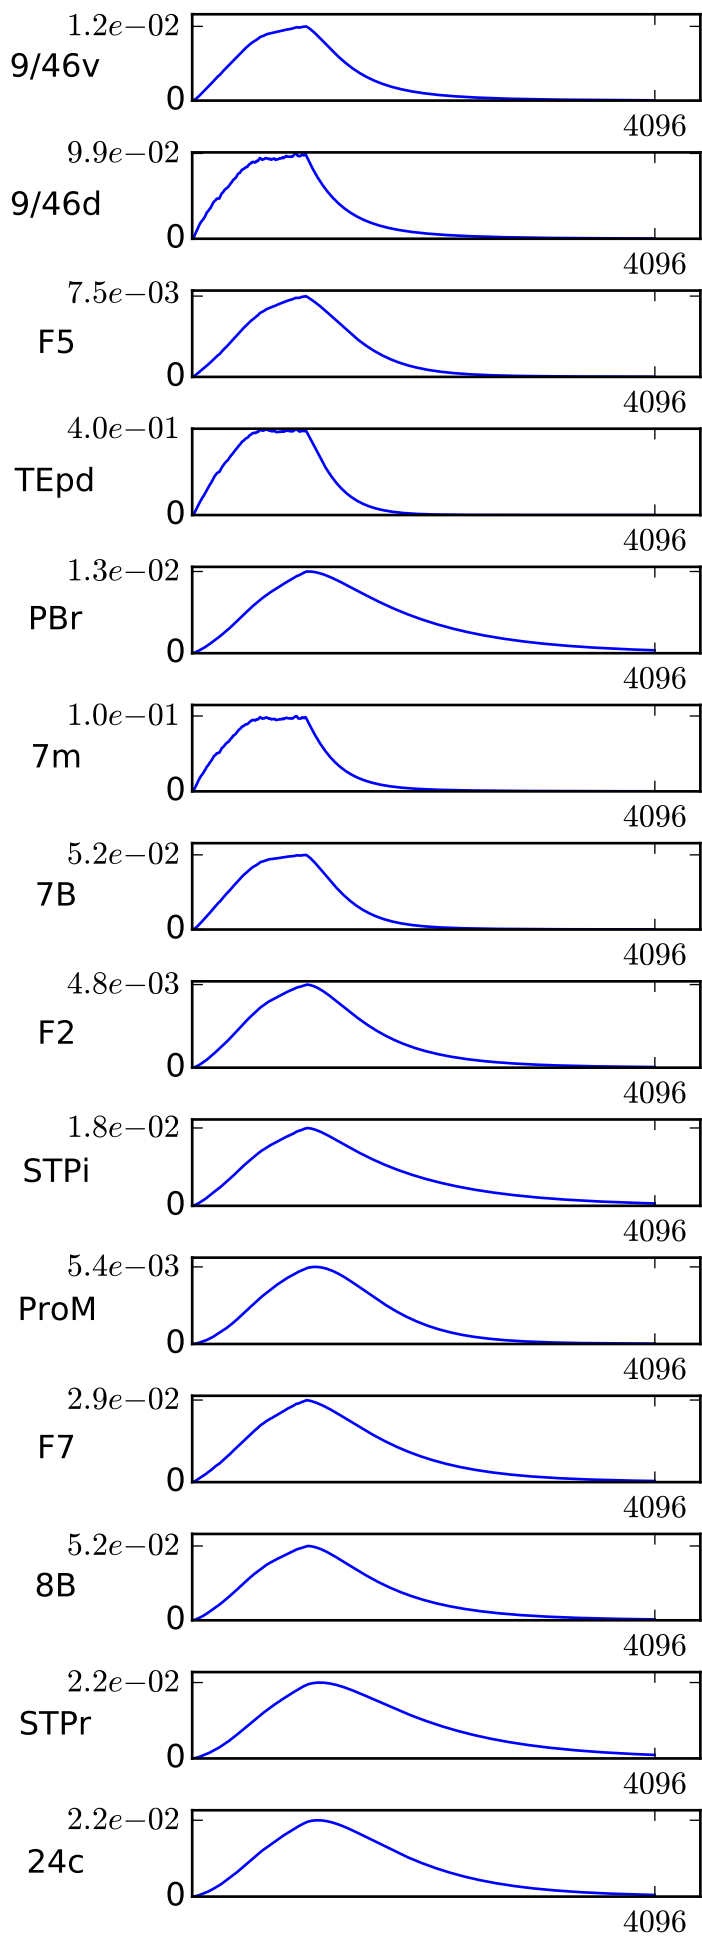 1.2e−02
9/46v
0
4096
9.9e−02
9/46d
0
4096
7.5e−03
F5
0
4096
4.0e−01
TEpd
0
4096
1.3e−02
PBr
0
4096
1.0e−01
7m
0
4096
5.2e−02
7B
0
4096
4.8e−03
F2
0
4096
1.8e−02
STPi
0
4096
5.4e−03
ProM
0
4096
2.9e−02
F7
0
4096
5.2e−02
8B
0
4096
2.2e−02
STPr
0
4096
2.2e−02
24c
0
4096